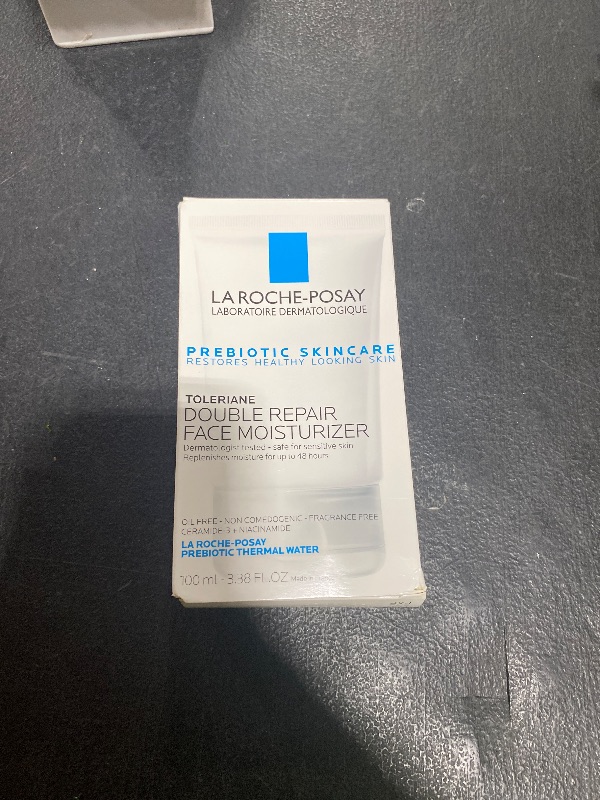 LA ROCHE-POSAY
LABORATOIRE DERMATOLOGIQUE
PREBIOTIC SKINCARE
RESTORES HEALTHY LOOKING SKIN
TOLERIANE
DOUBLE REPAIR
FACE MOISTURIZER
Dermatologist tested - safe for sensitive skin
Replenishes moisture for up to 48 hours
OIL FREE - NON COMEDOGENIC - FRAGRANCE FREE
CERAMIDE-3 + NIACINAMIDE
LA ROCHE-POSAY
PREBIOTIC THERMAL WATER
100 ml - 3.38 FL.OZ Made in